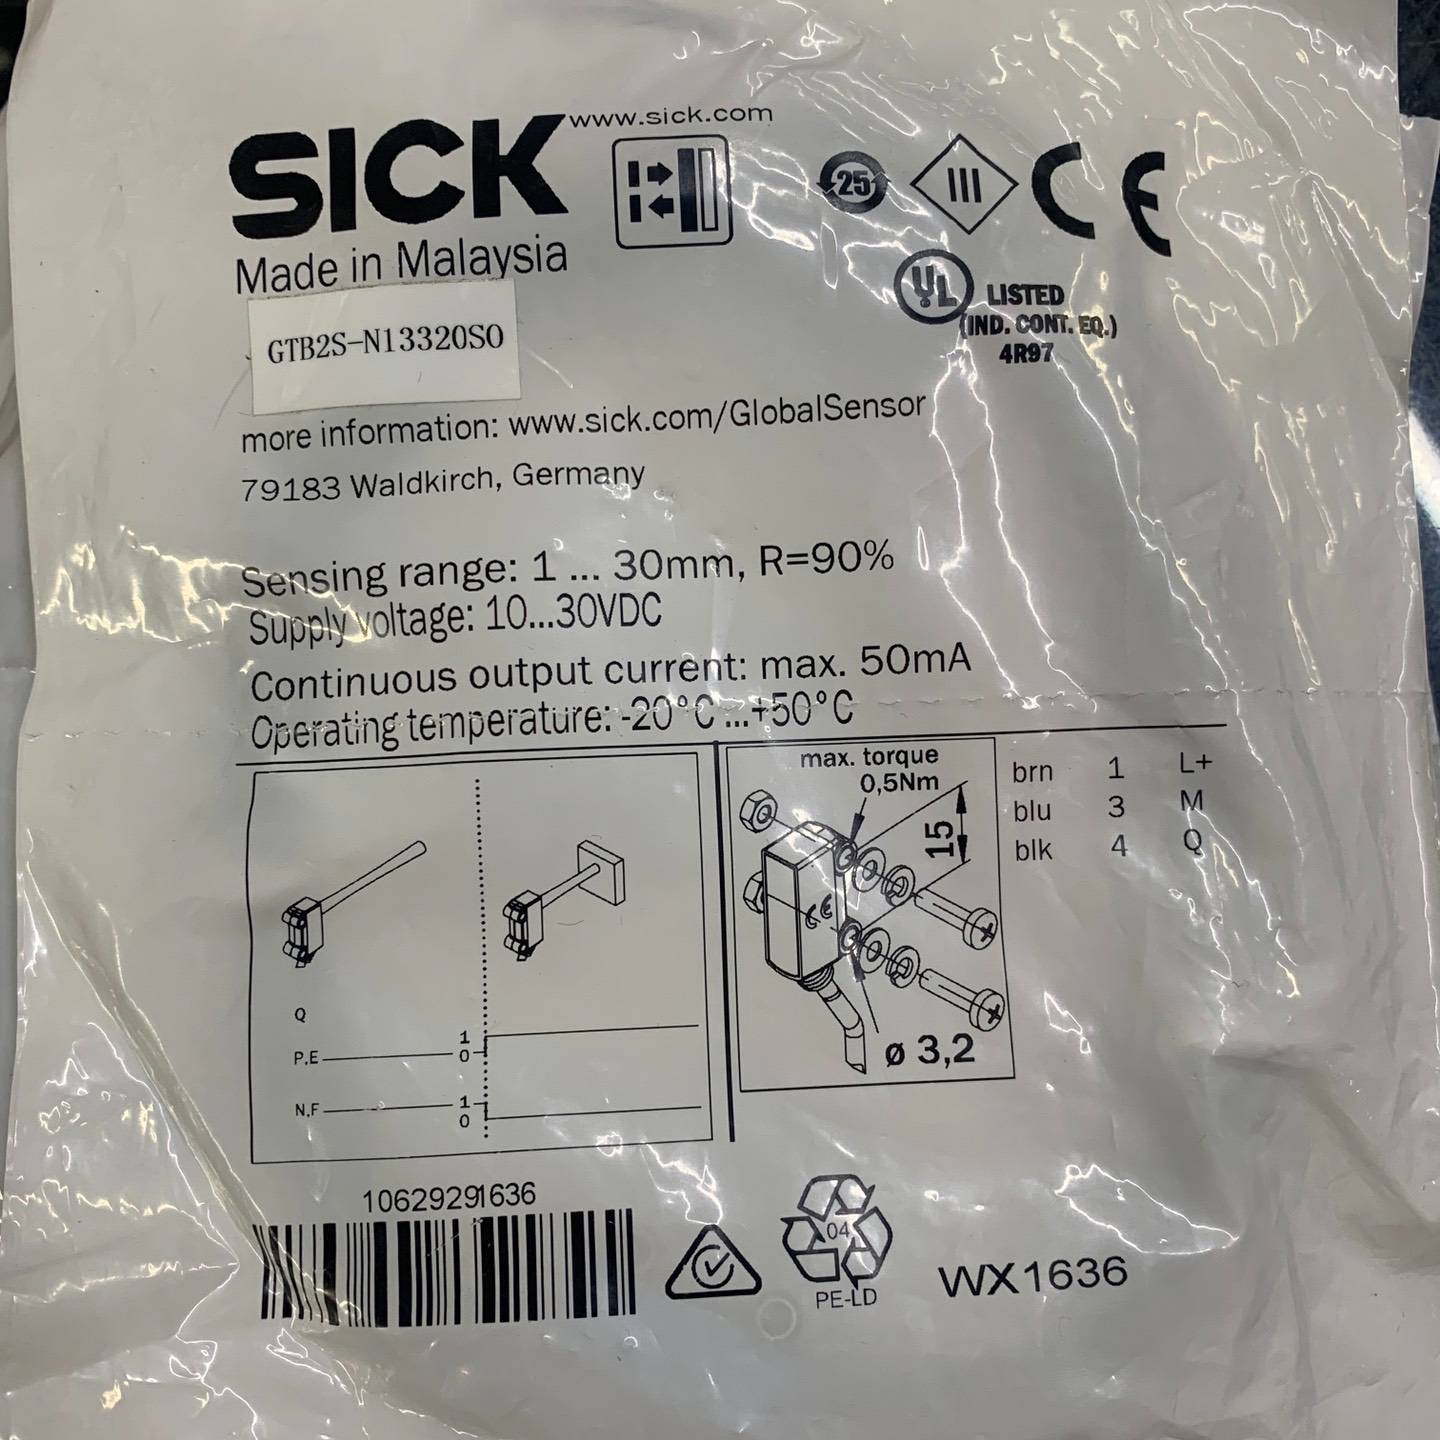 SICK www.sick.com
25
III
CE
Made in Malaysia
UL LISTED
(IND. CONT. EQ.)
4R97
GTB2S-N13320S0
more information: www.sick.com/GlobalSensor
79183 Waldkirch, Germany
Sensing range: 1 ... 30mm, R=90%
Supply voltage: 10...30VDC
Continuous output current: max. 50mA
Operating temperature: -20°C...+50°C
Q
P,E 1
0
N,F 1
0
max. torque
0,5Nm
15
CE
ø 3,2
brn 1 L+
blu 3 M
blk 4 Q
10629291636
04
PE-LD
WX1636